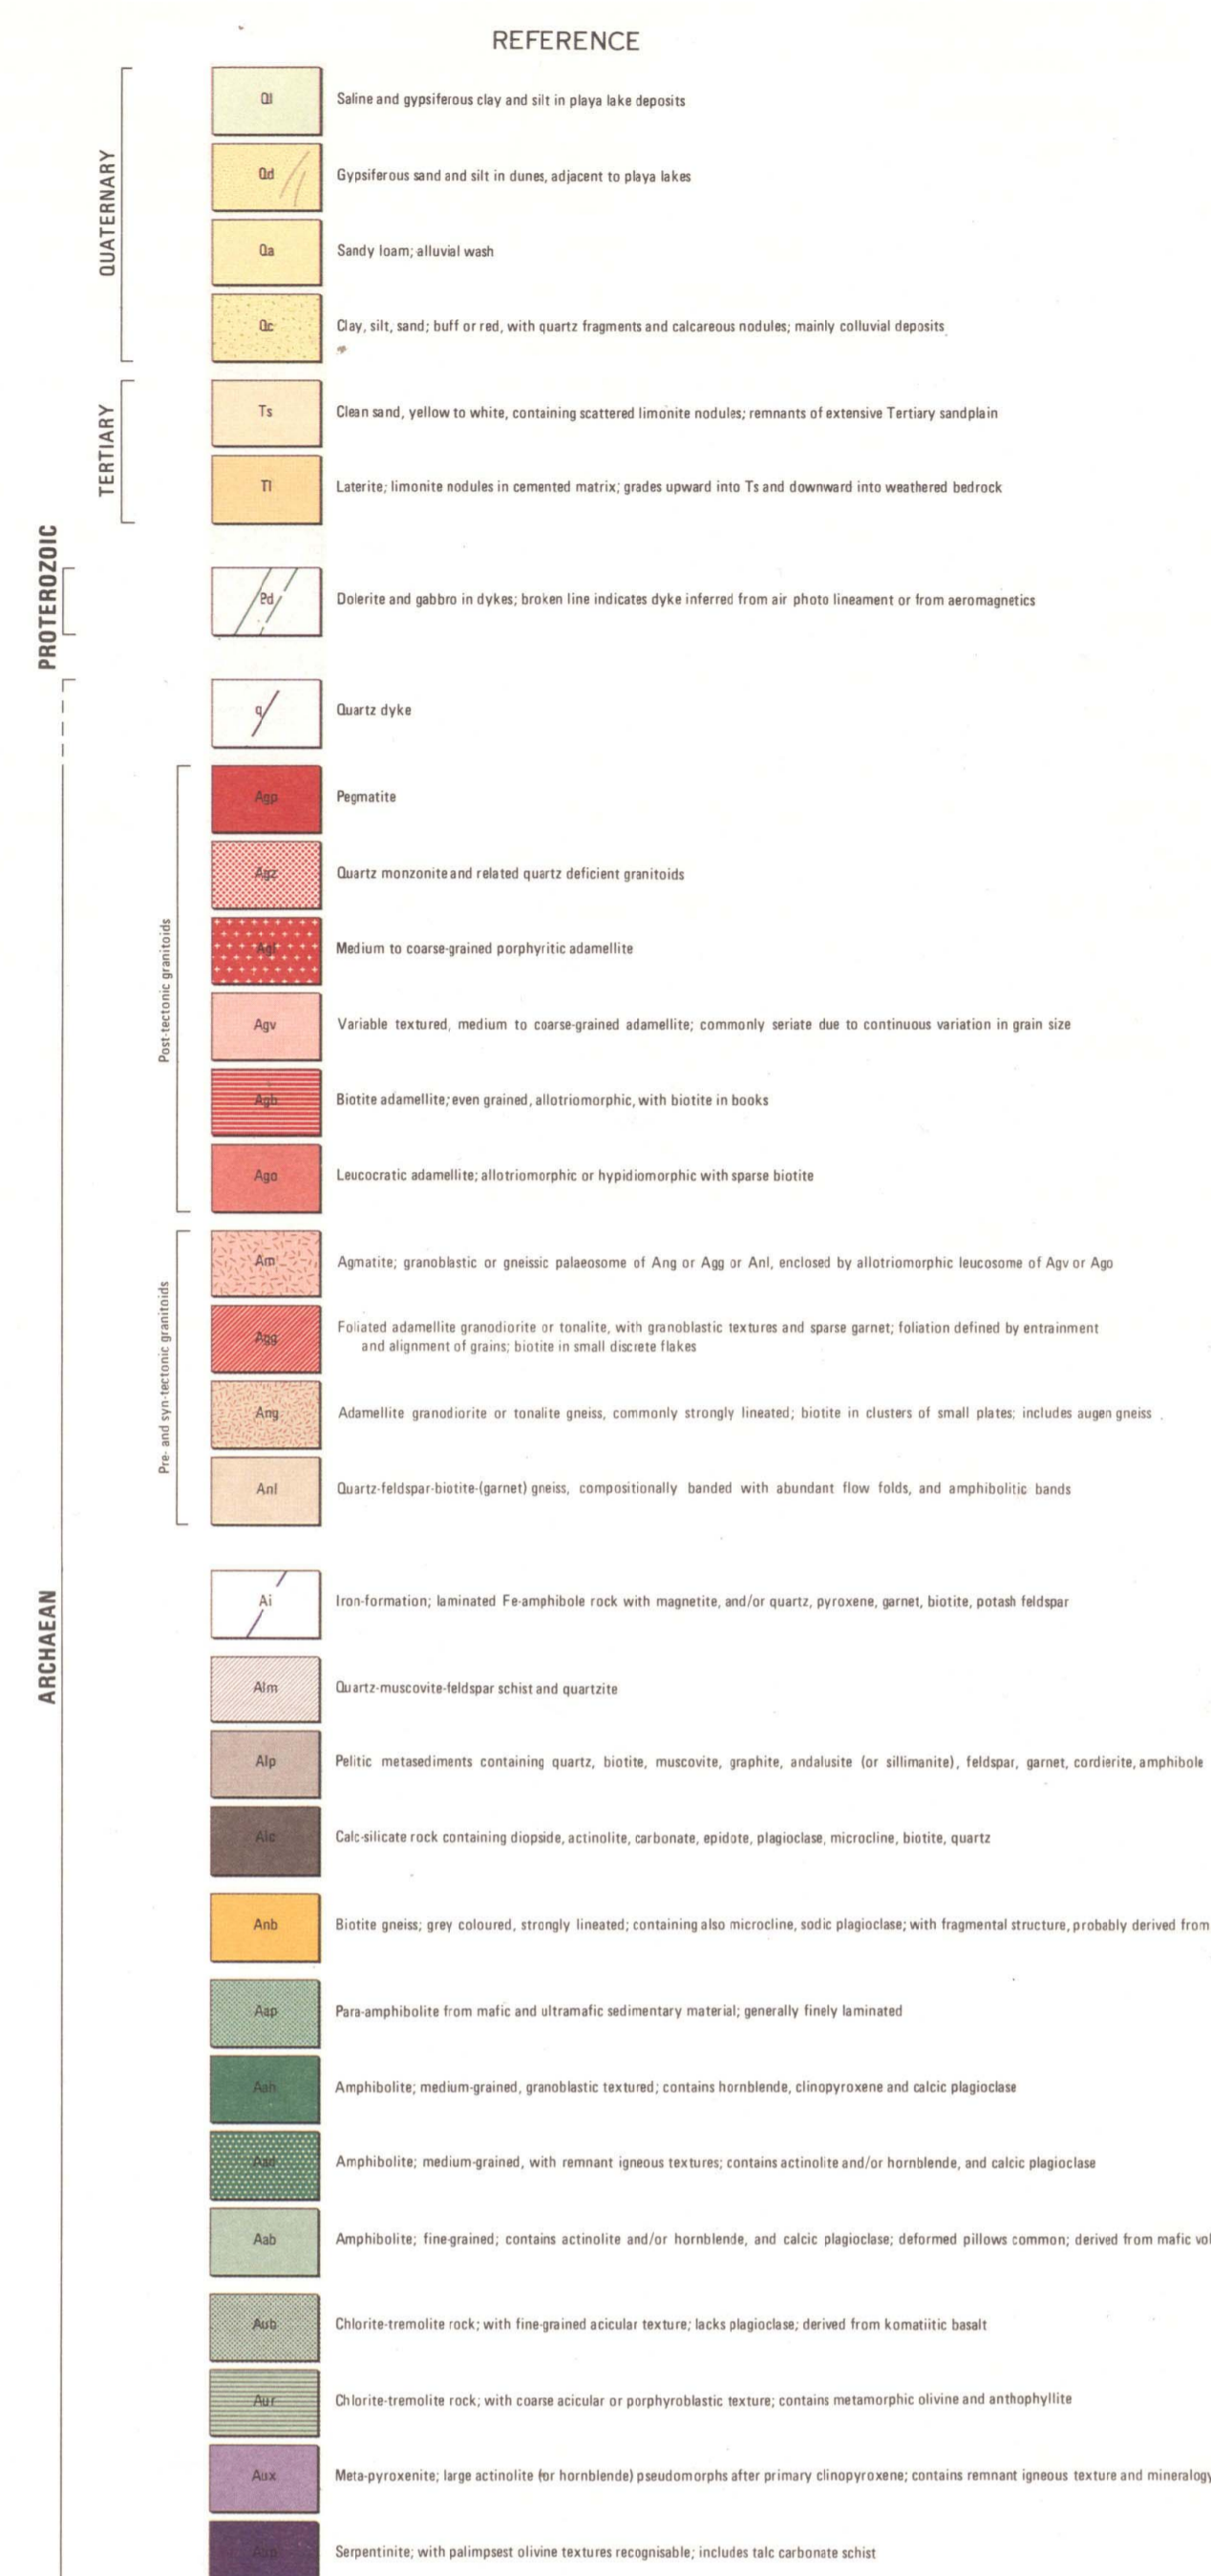 REFERENCE
QUATERNARY
Ql Saline and gypsiferous clay and silt in playa lake deposits
Qd Gypsiferous sand and silt in dunes, adjacent to playa lakes
Qa Sandy loam; alluvial wash
Qc Clay, silt, sand; buff or red, with quartz fragments and calcareous nodules; mainly colluvial deposits
TERTIARY
Ts Clean sand, yellow to white, containing scattered limonite nodules; remnants of extensive Tertiary sandplain
Tl Laterite; limonite nodules in cemented matrix; grades upward into Ts and downward into weathered bedrock
PROTEROZOIC
Pd Dolerite and gabbro in dykes; broken line indicates dyke inferred from air photo lineament or from aeromagnetics
ARCHAEAN
q Quartz dyke
Post-tectonic granitoids
Agp Pegmatite
Agz Quartz monzonite and related quartz deficient granitoids
Agl Medium to coarse-grained porphyritic adamellite
Agv Variable textured, medium to coarse-grained adamellite; commonly seriate due to continuous variation in grain size
Agb Biotite adamellite; even grained, allotriomorphic, with biotite in books
Ago Leucocratic adamellite; allotriomorphic or hypidiomorphic with sparse biotite
Pre- and syn-tectonic granitoids
Am Agmatite; granoblastic or gneissic palaeosome of Ang or Agg or Anl, enclosed by allotriomorphic leucosome of Agv or Ago
Agg Foliated adamellite granodiorite or tonalite, with granoblastic textures and sparse garnet; foliation defined by entrainment
and alignment of grains; biotite in small discrete flakes
Ang Adamellite granodiorite or tonalite gneiss, commonly strongly lineated; biotite in clusters of small plates; includes augen gneiss
Anl Quartz-feldspar-biotite-(garnet) gneiss, compositionally banded with abundant flow folds, and amphibolitic bands
Ai Iron-formation; laminated Fe-amphibole rock with magnetite, and/or quartz, pyroxene, garnet, biotite, potash feldspar
Alm Quartz-muscovite-feldspar schist and quartzite
Alp Pelitic metasediments containing quartz, biotite, muscovite, graphite, andalusite (or sillimanite), feldspar, garnet, cordierite, amphibole
Alc Calc-silicate rock containing diopside, actinolite, carbonate, epidote, plagioclase, microcline, biotite, quartz
Anb Biotite gneiss; grey coloured, strongly lineated; containing also microcline, sodic plagioclase; with fragmental structure, probably derived from
Aap Para-amphibolite from mafic and ultramafic sedimentary material; generally finely laminated
Aah Amphibolite; medium-grained, granoblastic textured; contains hornblende, clinopyroxene and calcic plagioclase
Aad Amphibolite; medium-grained, with remnant igneous textures; contains actinolite and/or hornblende, and calcic plagioclase
Aab Amphibolite; fine-grained; contains actinolite and/or hornblende, and calcic plagioclase; deformed pillows common; derived from mafic vol
Aub Chlorite-tremolite rock; with fine-grained acicular texture; lacks plagioclase; derived from komatiitic basalt
Aur Chlorite-tremolite rock; with coarse acicular or porphyroblastic texture; contains metamorphic olivine and anthophyllite
Aux Meta-pyroxenite; large actinolite (or hornblende) pseudomorphs after primary clinopyroxene; contains remnant igneous texture and mineralogy
Serpentinite; with palimpsest olivine textures recognisable; includes talc carbonate schist